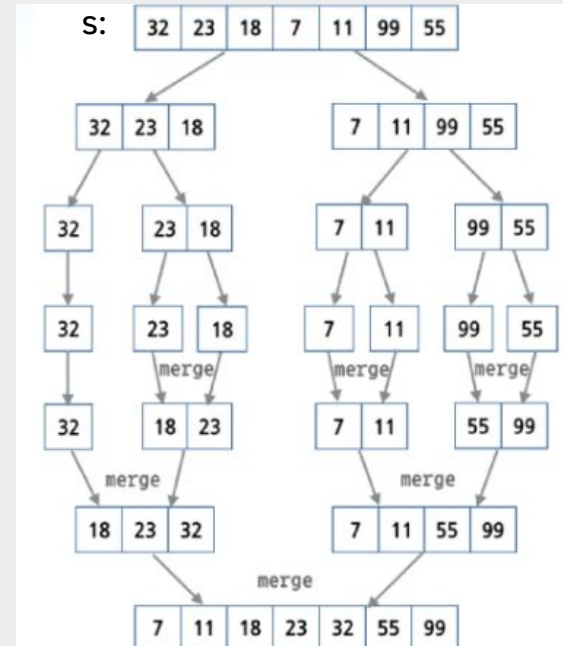 s: 32 23 18 7 11 99 55
32 23 18 7 11 99 55
32 23 18 7 11 99 55
32 23 18 7 11 99 55
merge merge merge
32 18 23 7 11 55 99
merge merge
18 23 32 7 11 55 99
merge
7 11 18 23 32 55 99